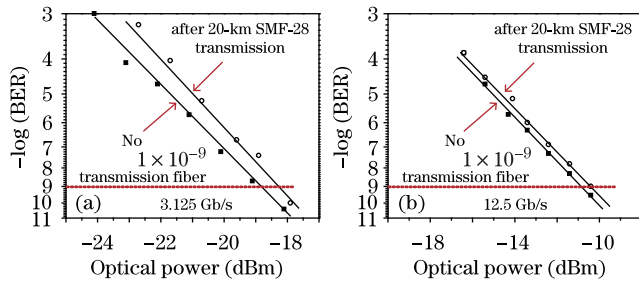 3
4
5
6
7
8
9
10
11
-log (BER)
after 20-km SMF-28
transmission
No
1×10⁻⁹
transmission fiber
(a)
3.125 Gb/s
-24
-22
-20
-18
Optical power (dBm)
3
4
5
6
7
8
9
10
11
-log (BER)
after 20-km SMF-28
transmission
No
1×10⁻⁹
transmission fiber
(b)
12.5 Gb/s
-18
-14
-10
Optical power (dBm)